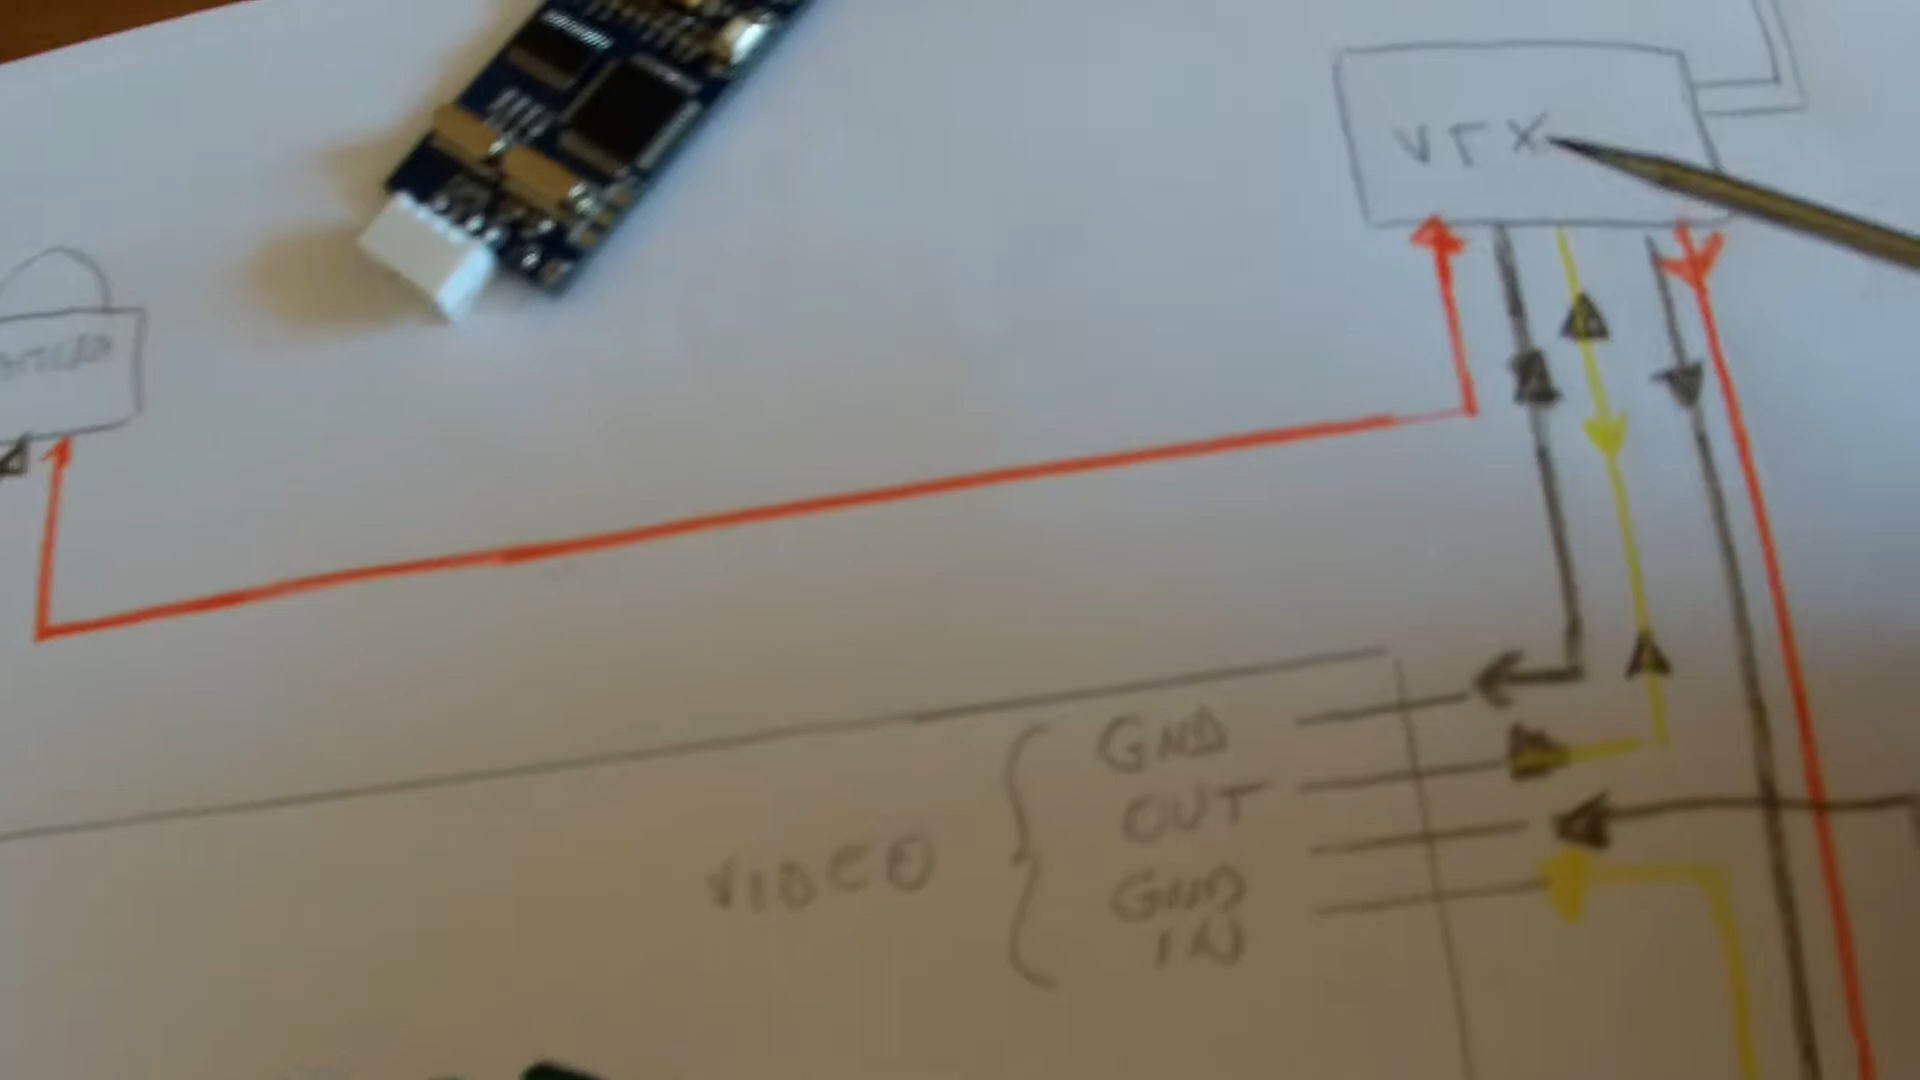 VTX
GND
OUT
VIDEO
GND
IN